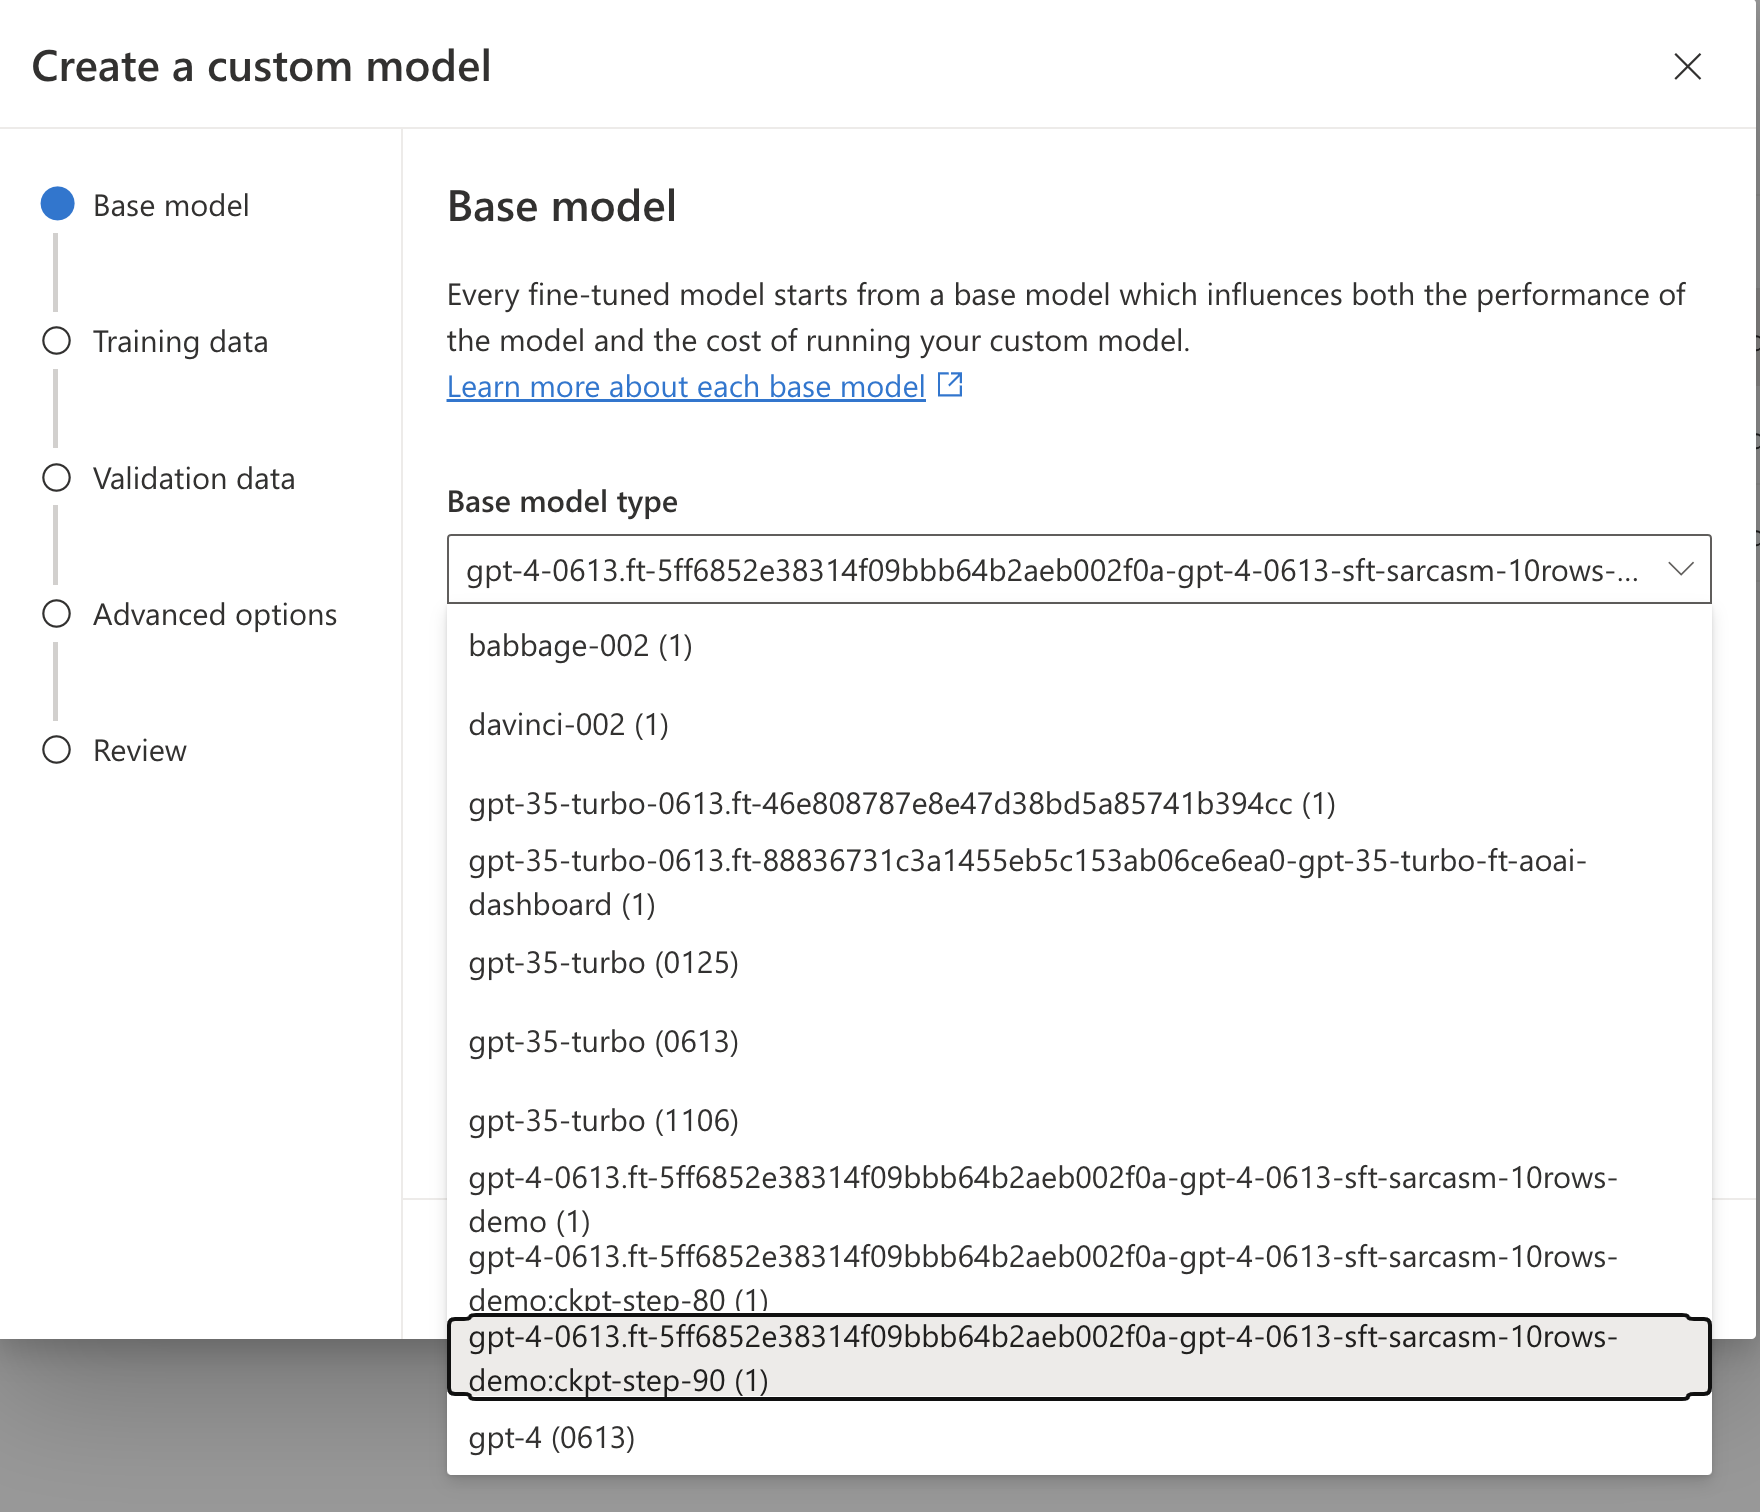 Create a custom model
Base model
Training data
Validation data
Advanced options
Review
Base model
Every fine-tuned model starts from a base model which influences both the performance of
the model and the cost of running your custom model.
Learn more about each base model
Base model type
gpt-4-0613.ft-5ff6852e38314f09bbb64b2aeb002f0a-gpt-4-0613-sft-sarcasm-10rows-...
babbage-002 (1)
davinci-002 (1)
gpt-35-turbo-0613.ft-46e808787e8e47d38bd5a85741b394cc (1)
gpt-35-turbo-0613.ft-88836731c3a1455eb5c153ab06ce6ea0-gpt-35-turbo-ft-aoai-
dashboard (1)
gpt-35-turbo (0125)
gpt-35-turbo (0613)
gpt-35-turbo (1106)
gpt-4-0613.ft-5ff6852e38314f09bbb64b2aeb002f0a-gpt-4-0613-sft-sarcasm-10rows-
demo (1)
gpt-4-0613.ft-5ff6852e38314f09bbb64b2aeb002f0a-gpt-4-0613-sft-sarcasm-10rows-
demo:ckpt-step-80 (1)
gpt-4-0613.ft-5ff6852e38314f09bbb64b2aeb002f0a-gpt-4-0613-sft-sarcasm-10rows-
demo:ckpt-step-90 (1)
gpt-4 (0613)